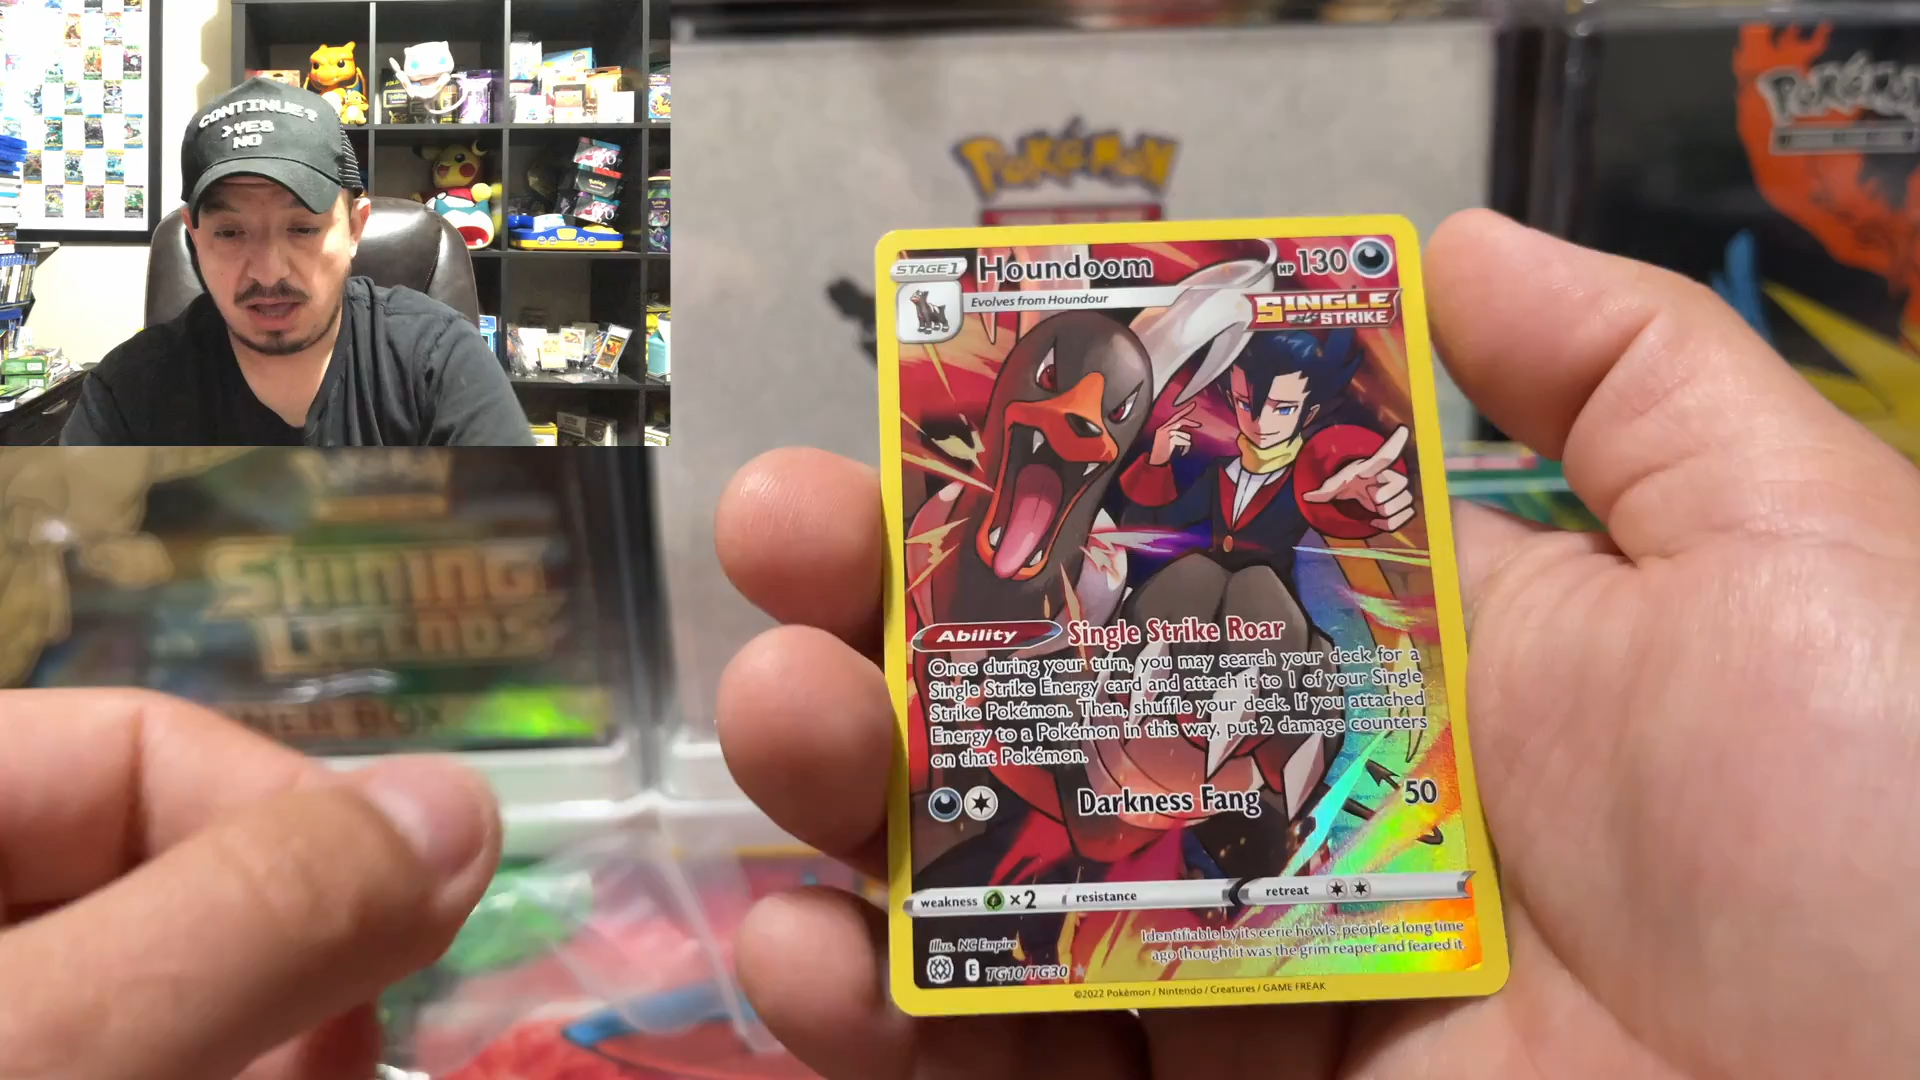 CONTINUE?
>YES
NO
POKéMON
POKéMON
SHINING
LEGENDS
STAGE 1
Houndoom
HP 130
Evolves from Houndour
SINGLE
STRIKE
Ability
Single Strike Roar
Once during your turn, you may search your deck for a
Single Strike Energy card and attach it to 1 of your Single
Strike Pokémon. Then, shuffle your deck. If you attached
Energy to a Pokémon in this way, put 2 damage counters
on that Pokémon.
Darkness Fang
50
weakness ×2
resistance
retreat
Illus. NC Empire
Identifiable by its eerie howls, people a long time
ago thought it was the grim reaper and feared it.
E TG10/TG30
©2022 Pokémon / Nintendo / Creatures / GAME FREAK